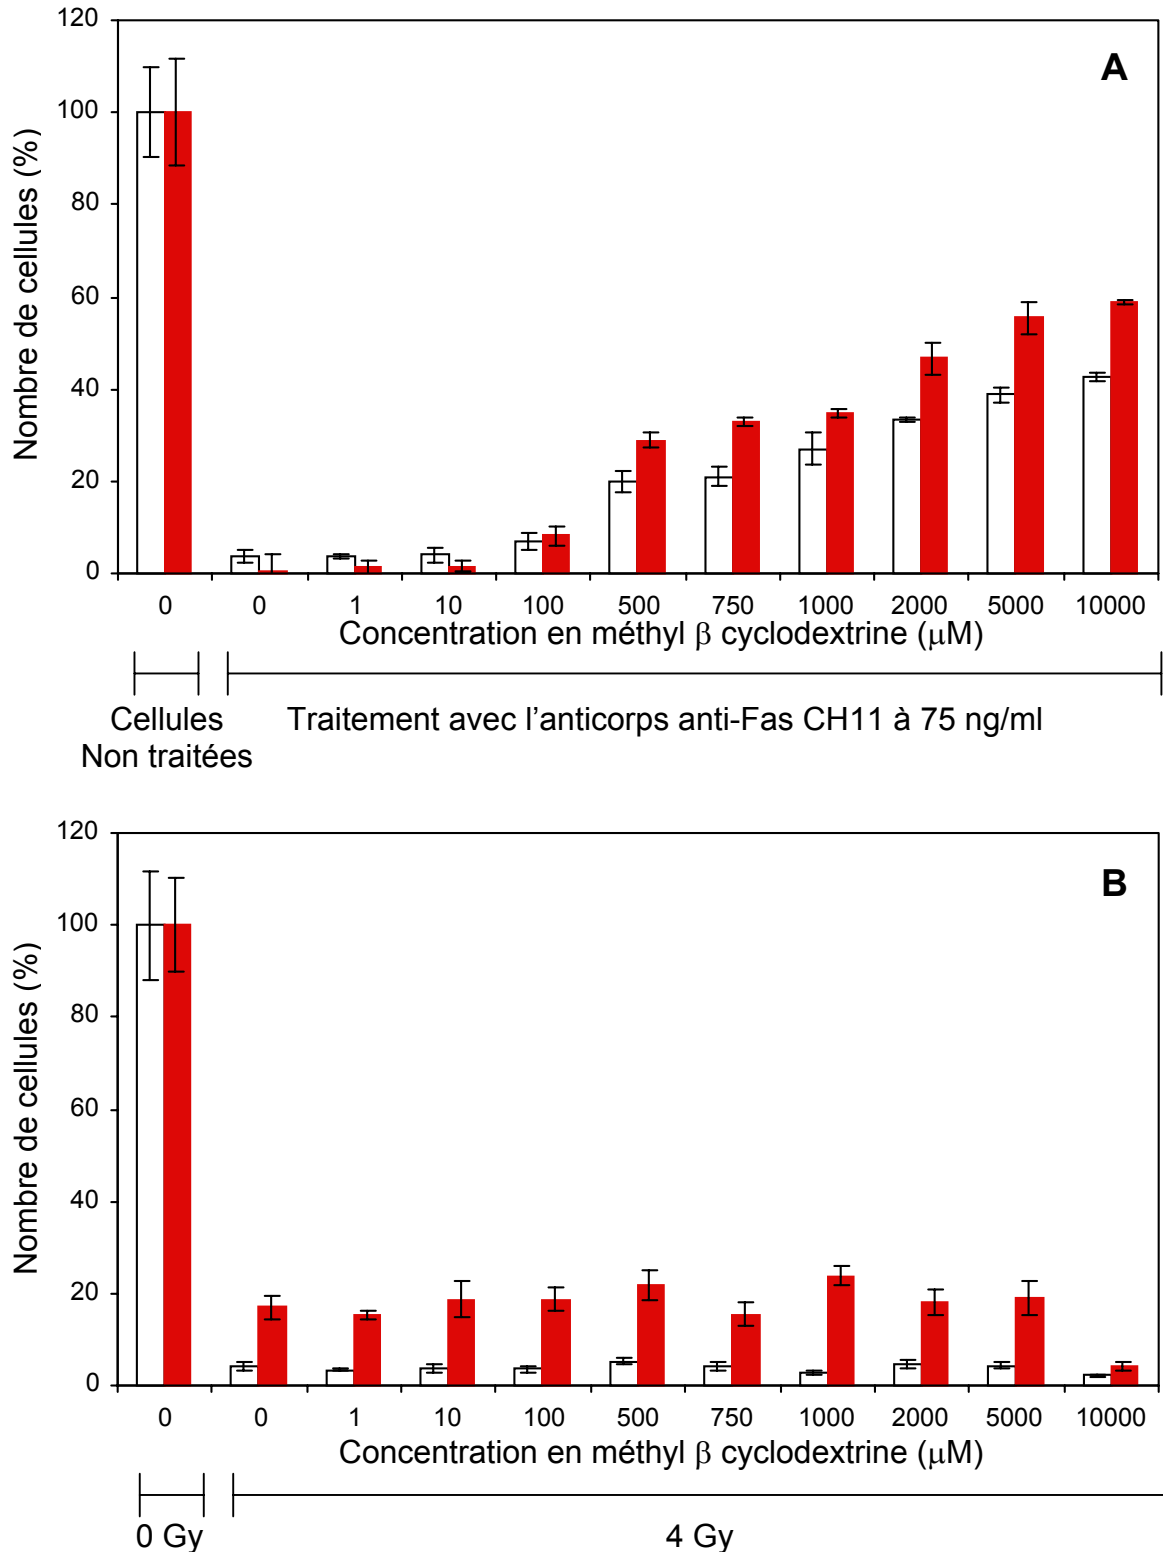 120
A
100
80
60
40
20
0
Nombre de cellules (%)
0 0 1 10 100 500 750 1000 2000 5000 10000
Concentration en méthyl β cyclodextrine (μM)
Cellules
Non traitées
Traitement avec l'anticorps anti-Fas CH11 à 75 ng/ml
120
B
100
80
60
40
20
0
Nombre de cellules (%)
0 0 1 10 100 500 750 1000 2000 5000 10000
Concentration en méthyl β cyclodextrine (μM)
0 Gy 4 Gy